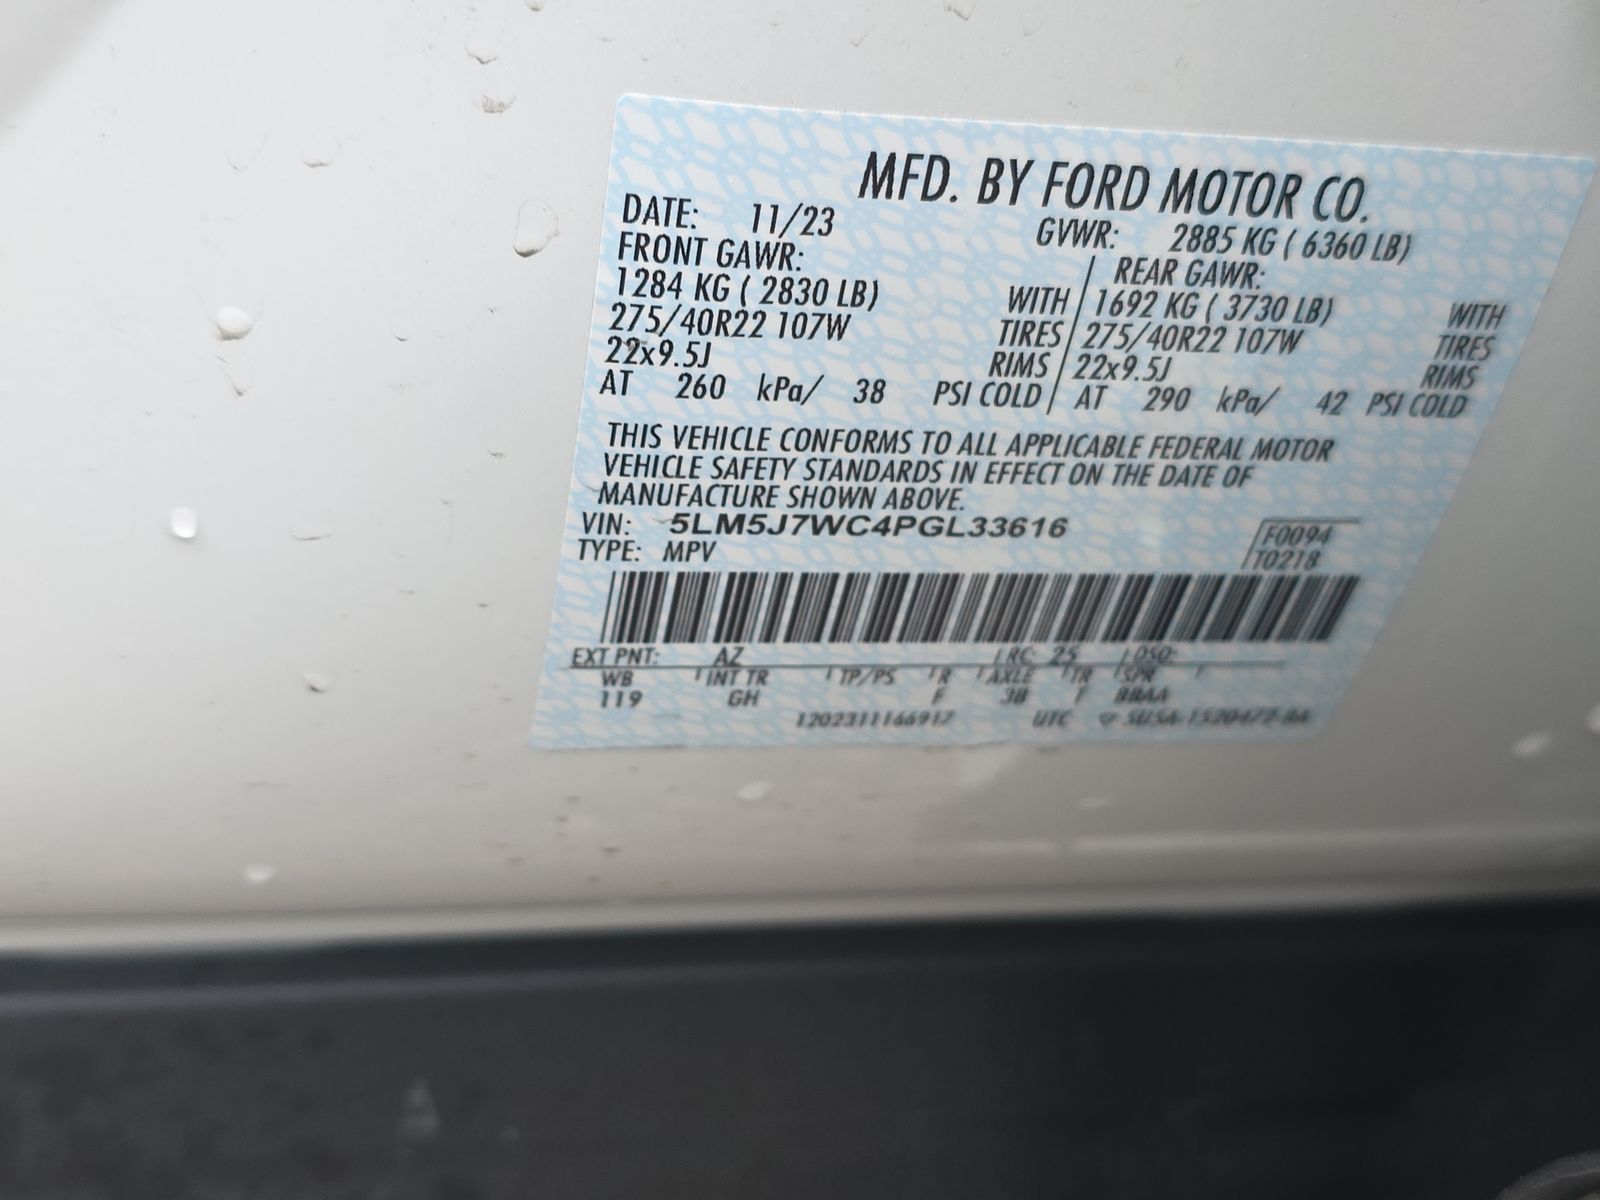 MFD. BY FORD MOTOR CO.
DATE: 11/23 GVWR: 2885 KG ( 6360 LB)
FRONT GAWR: REAR GAWR:
1284 KG ( 2830 LB) WITH 1692 KG ( 3730 LB) WITH
275/40R22 107W TIRES 275/40R22 107W TIRES
22x9.5J RIMS 22x9.5J RIMS
AT 260 kPa/ 38 PSI COLD AT 290 kPa/ 42 PSI COLD
THIS VEHICLE CONFORMS TO ALL APPLICABLE FEDERAL MOTOR
VEHICLE SAFETY STANDARDS IN EFFECT ON THE DATE OF
MANUFACTURE SHOWN ABOVE.
VIN: 5LM5J7WC4PGL33616 F0094
TYPE: MPV T0218
EXT PNT: AZ RC: 25 DSO:
WB INT TR TP/PS R AXLE TR SPR
119 GH F 3B
UTC